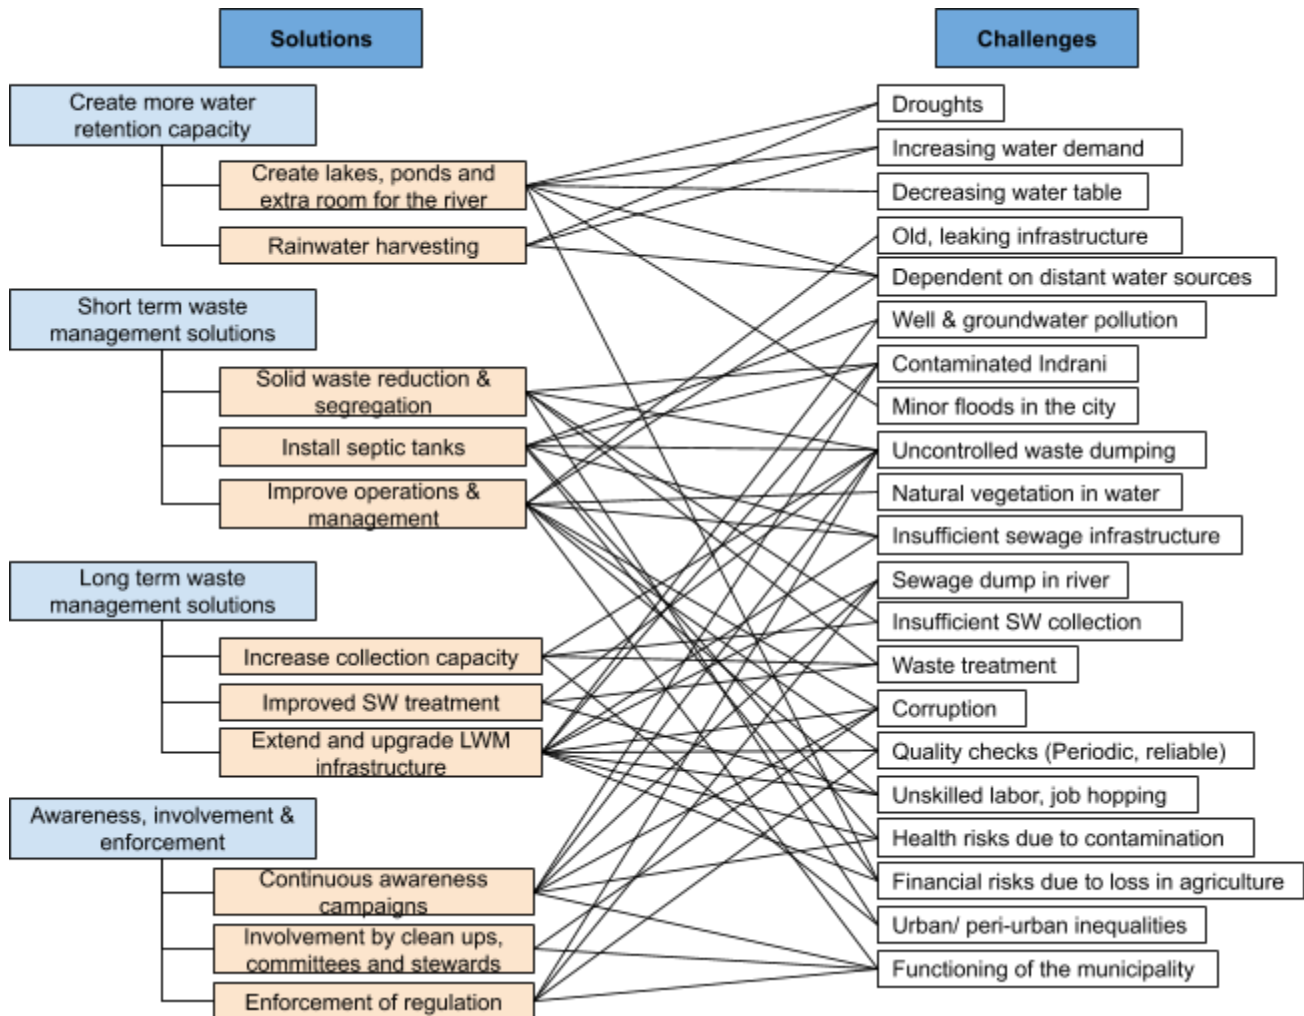 Solutions
Challenges
Create more water
retention capacity
Create lakes, ponds and
extra room for the river
Rainwater harvesting
Short term waste
management solutions
Solid waste reduction &
segregation
Install septic tanks
Improve operations &
management
Long term waste
management solutions
Increase collection capacity
Improved SW treatment
Extend and upgrade LWM
infrastructure
Awareness, involvement &
enforcement
Continuous awareness
campaigns
Involvement by clean ups,
committees and stewards
Enforcement of regulation
Droughts
Increasing water demand
Decreasing water table
Old, leaking infrastructure
Dependent on distant water sources
Well & groundwater pollution
Contaminated Indrani
Minor floods in the city
Uncontrolled waste dumping
Natural vegetation in water
Insufficient sewage infrastructure
Sewage dump in river
Insufficient SW collection
Waste treatment
Corruption
Quality checks (Periodic, reliable)
Unskilled labor, job hopping
Health risks due to contamination
Financial risks due to loss in agriculture
Urban/ peri-urban inequalities
Functioning of the municipality